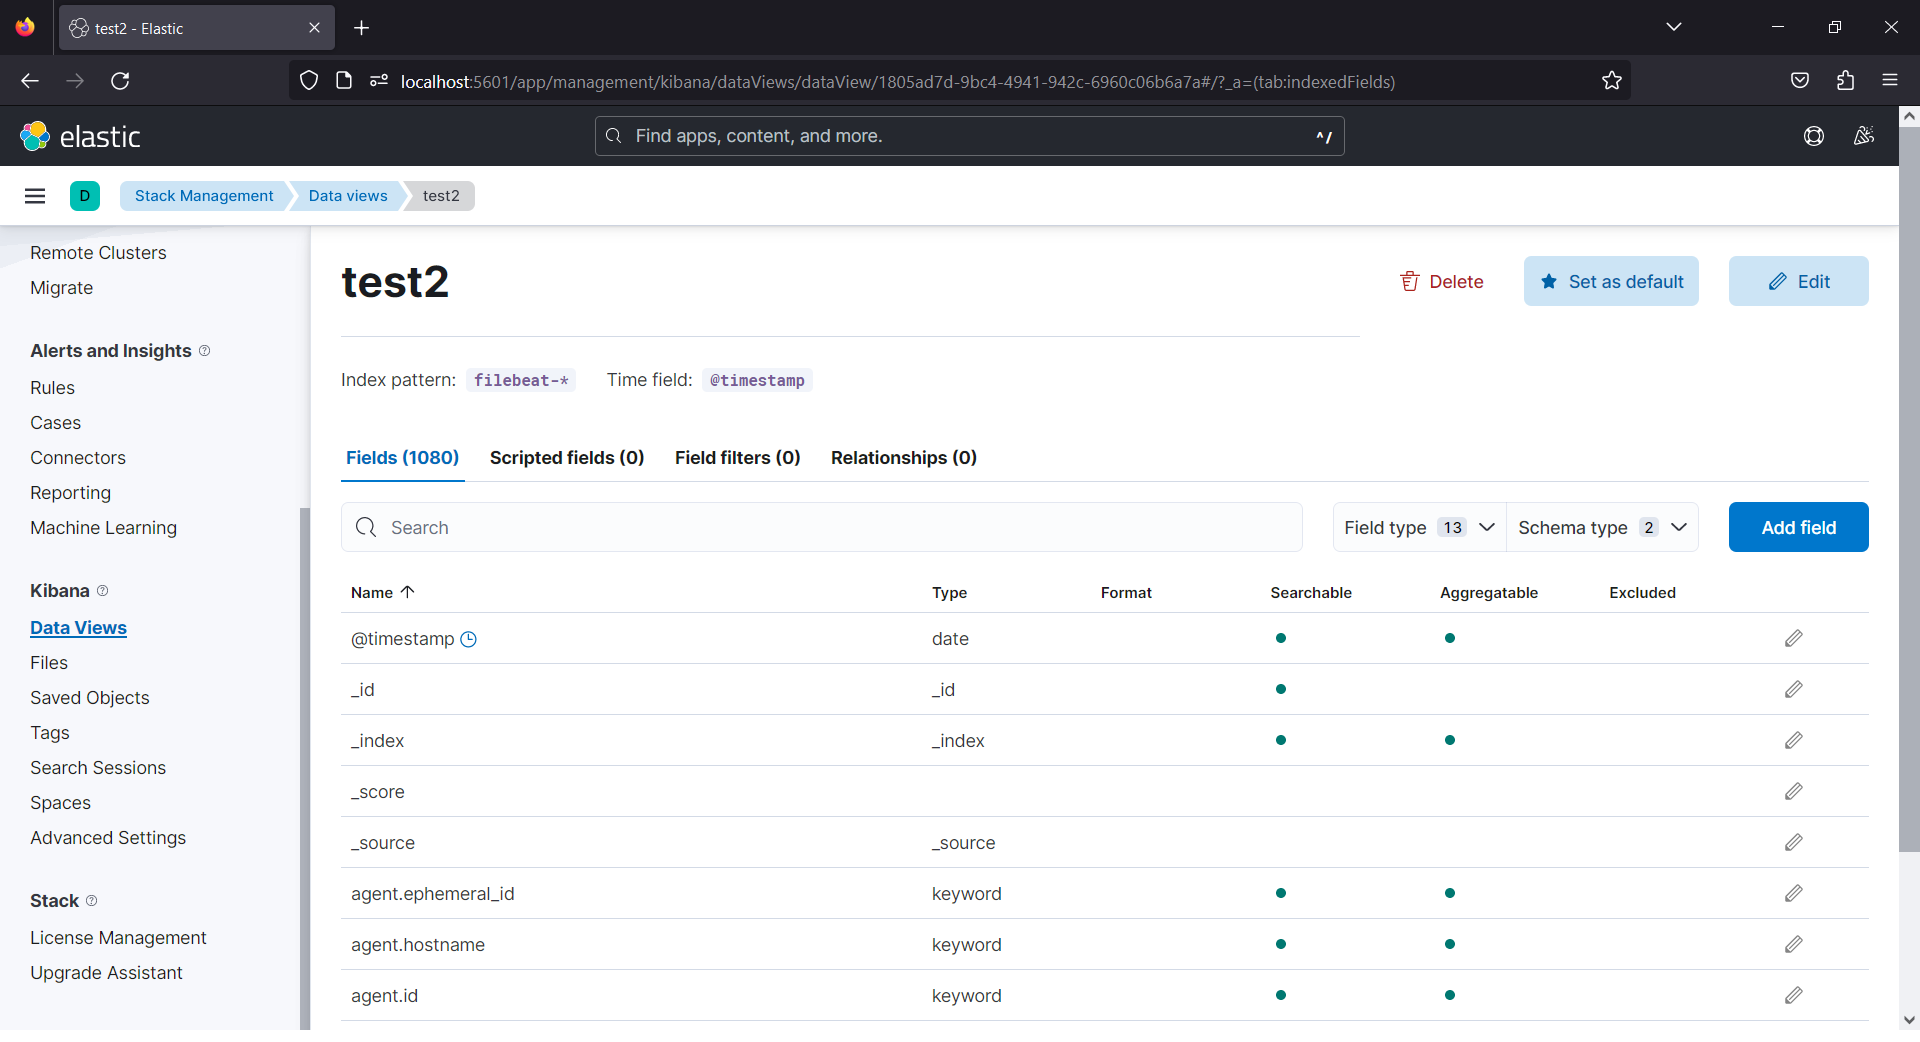 test2 - Elastic
localhost:5601/app/management/kibana/dataViews/dataView/1805ad7d-9bc4-4941-942c-6960c06b6a7a#/?_a=(tab:indexedFields)
elastic
Find apps, content, and more.
^/
D
Stack Management
Data views
test2
Remote Clusters
Migrate
Alerts and Insights
Rules
Cases
Connectors
Reporting
Machine Learning
Kibana
Data Views
Files
Saved Objects
Tags
Search Sessions
Spaces
Advanced Settings
Stack
License Management
Upgrade Assistant
test2
Delete
Set as default
Edit
Index pattern: filebeat-* Time field: @timestamp
Fields (1080) Scripted fields (0) Field filters (0) Relationships (0)
Search
Field type 13
Schema type 2
Add field
Name Type Format Searchable Aggregatable Excluded
@timestamp date
_id _id
_index _index
_score
_source _source
agent.ephemeral_id keyword
agent.hostname keyword
agent.id keyword